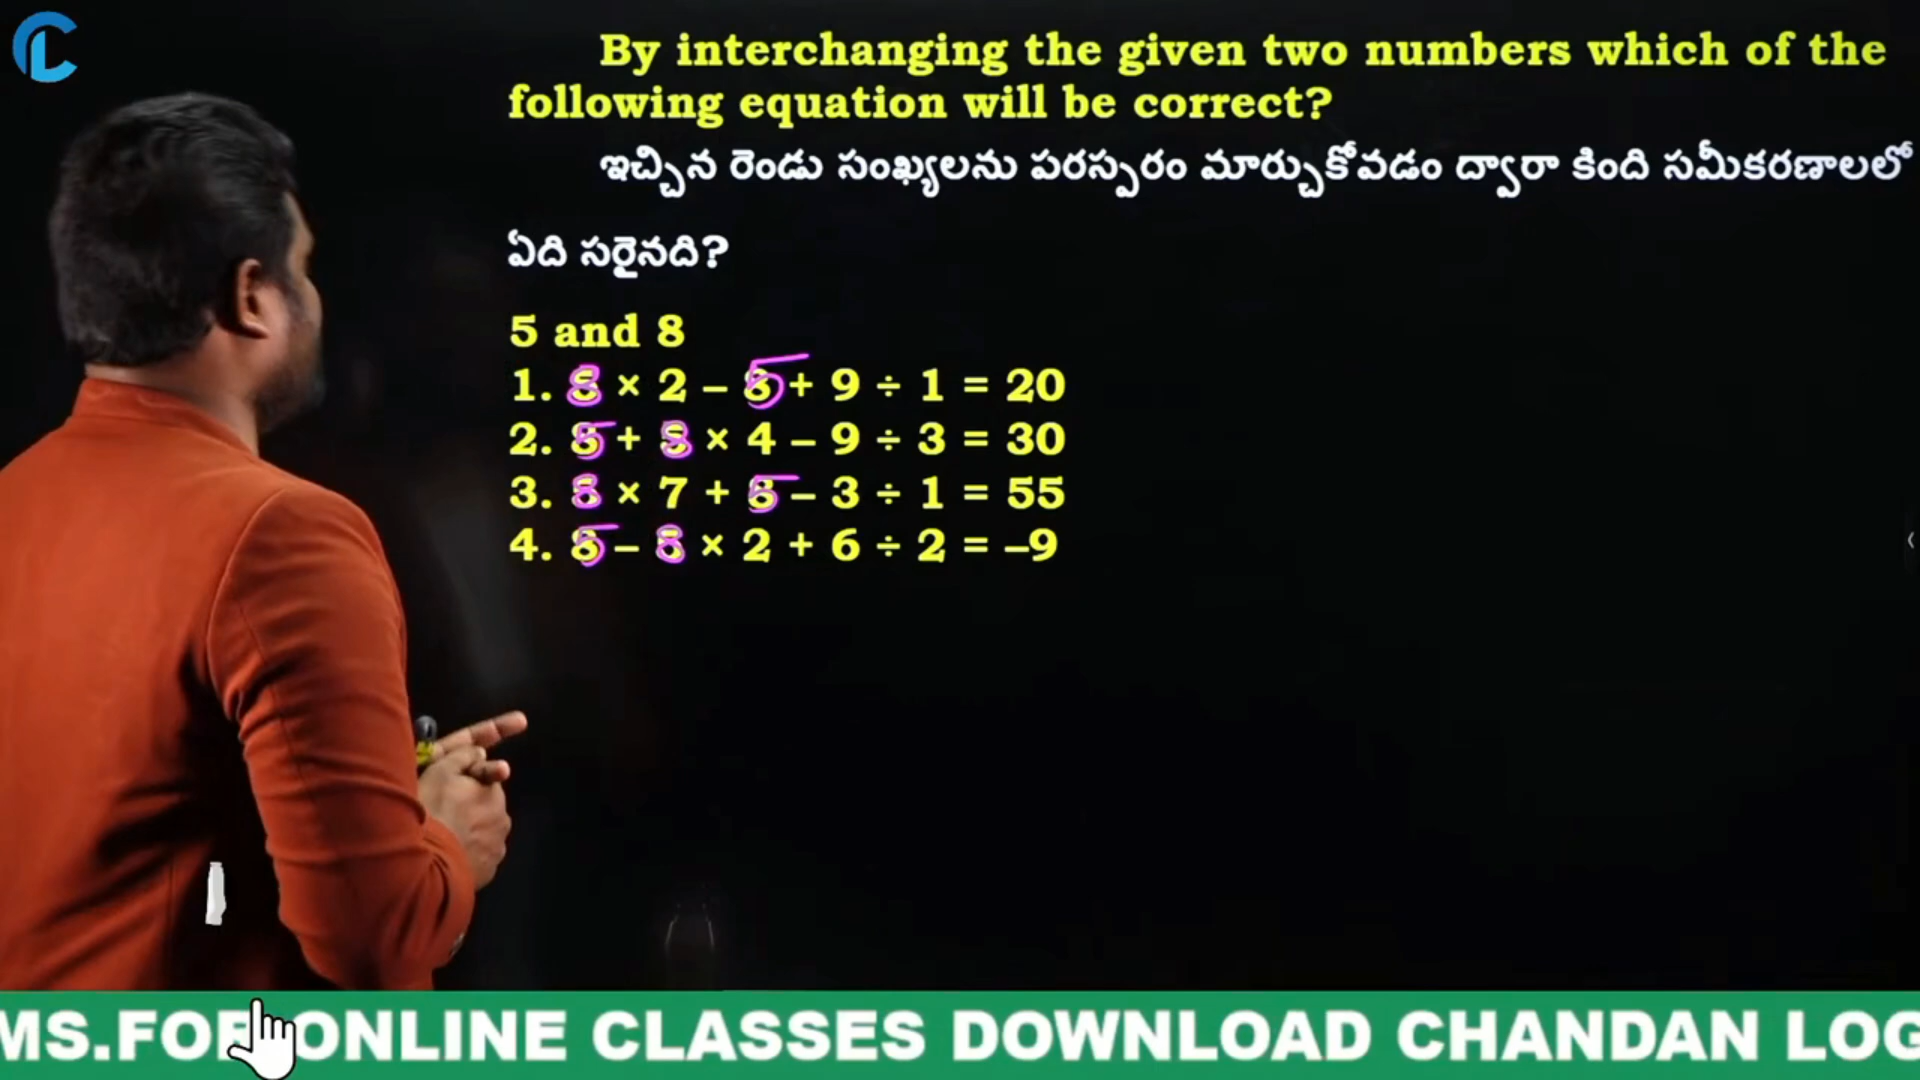 By interchanging the given two numbers which of the
following equation will be correct?
ఇచ్చిన రెండు సంఖ్యలను పరస్పరం మార్చుకోవడం ద్వారా కింది సమీకరణాలలో
ఏది సరైనది?
5 and 8
1. 8 × 2 – 5 + 9 ÷ 1 = 20
2. 5 + 8 × 4 – 9 ÷ 3 = 30
3. 8 × 7 + 5 – 3 ÷ 1 = 55
4. 5 – 8 × 2 + 6 ÷ 2 = –9
MS.FOR ONLINE CLASSES DOWNLOAD CHANDAN LOG